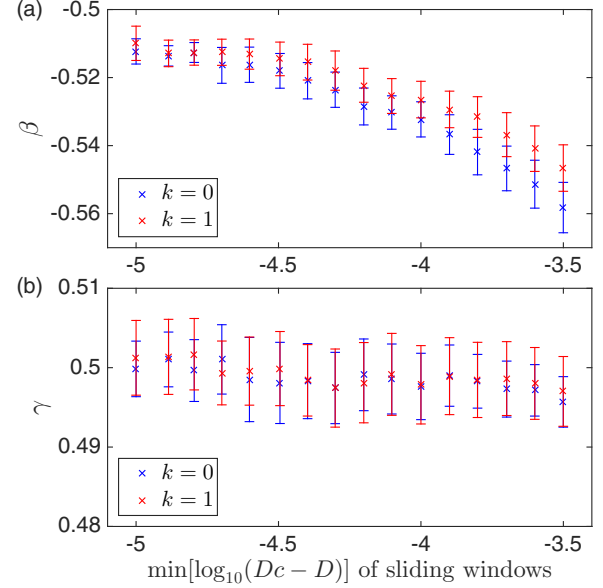 (a)
-0.5
-0.52
-0.54
-0.56
β
k = 0
k = 1
-5
-4.5
-4
-3.5
(b)
0.51
0.5
0.49
0.48
γ
k = 0
k = 1
-5
-4.5
-4
-3.5
min[log₁₀(Dc − D)] of sliding windows